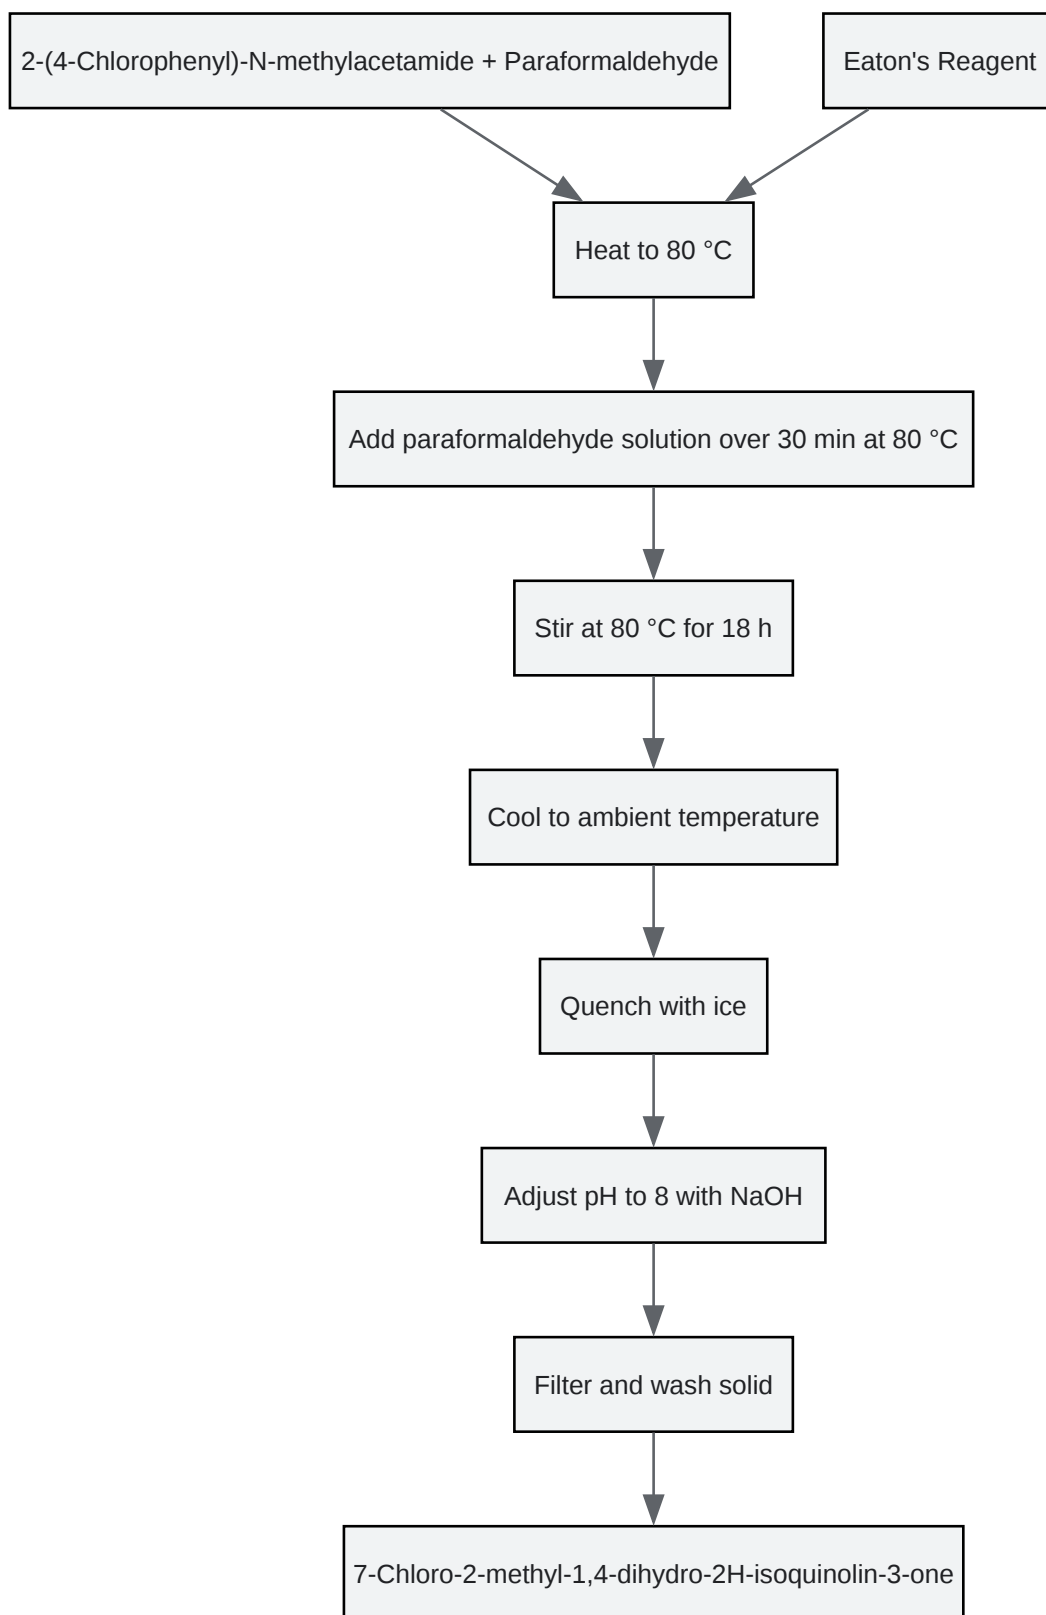 2-(4-Chlorophenyl)-N-methylacetamide + Paraformaldehyde
Eaton's Reagent
Heat to 80 °C
Add paraformaldehyde solution over 30 min at 80 °C
Stir at 80 °C for 18 h
Cool to ambient temperature
Quench with ice
Adjust pH to 8 with NaOH
Filter and wash solid
7-Chloro-2-methyl-1,4-dihydro-2H-isoquinolin-3-one